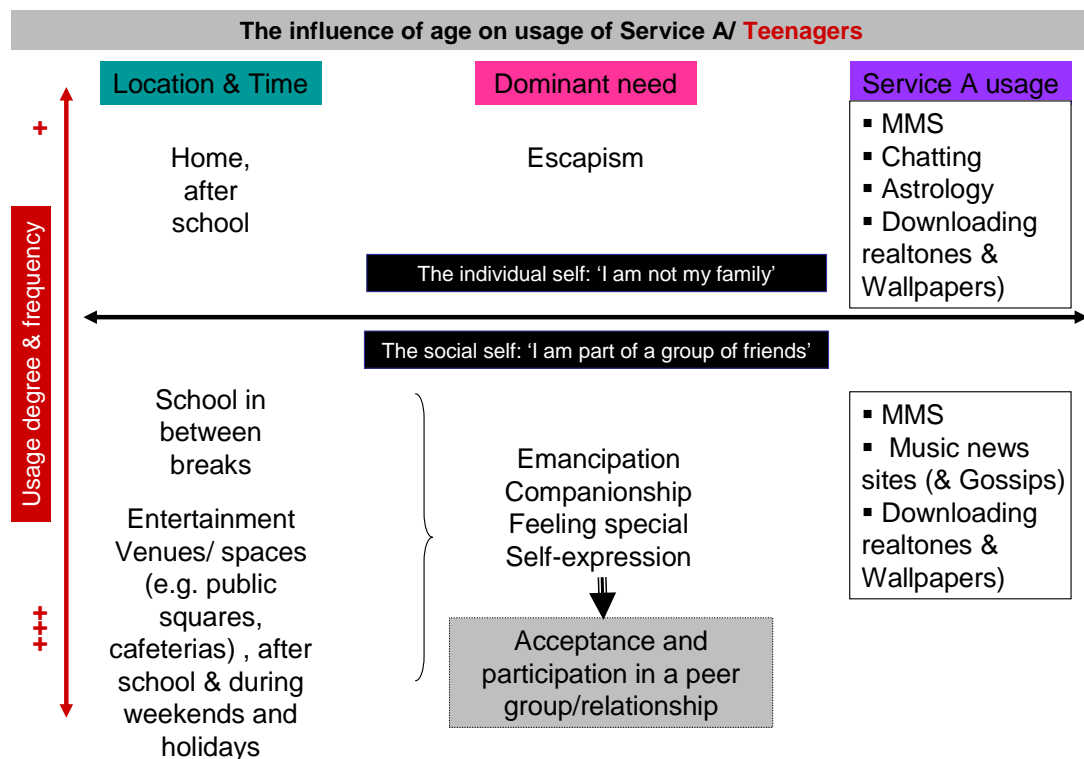 The influence of age on usage of Service A/ Teenagers
Location & Time
Dominant need
Service A usage
Usage degree & frequency
+
+++
Home,
after
school
Escapism
▪ MMS
▪ Chatting
▪ Astrology
▪ Downloading
realtones &
Wallpapers)
The individual self: ‘I am not my family’
The social self: ‘I am part of a group of friends’
School in
between
breaks
Entertainment
Venues/ spaces
(e.g. public
squares,
cafeterias) , after
school & during
weekends and
holidays
Emancipation
Companionship
Feeling special
Self-expression
Acceptance and
participation in a peer
group/relationship
▪ MMS
▪ Music news
sites (& Gossips)
▪ Downloading
realtones &
Wallpapers)